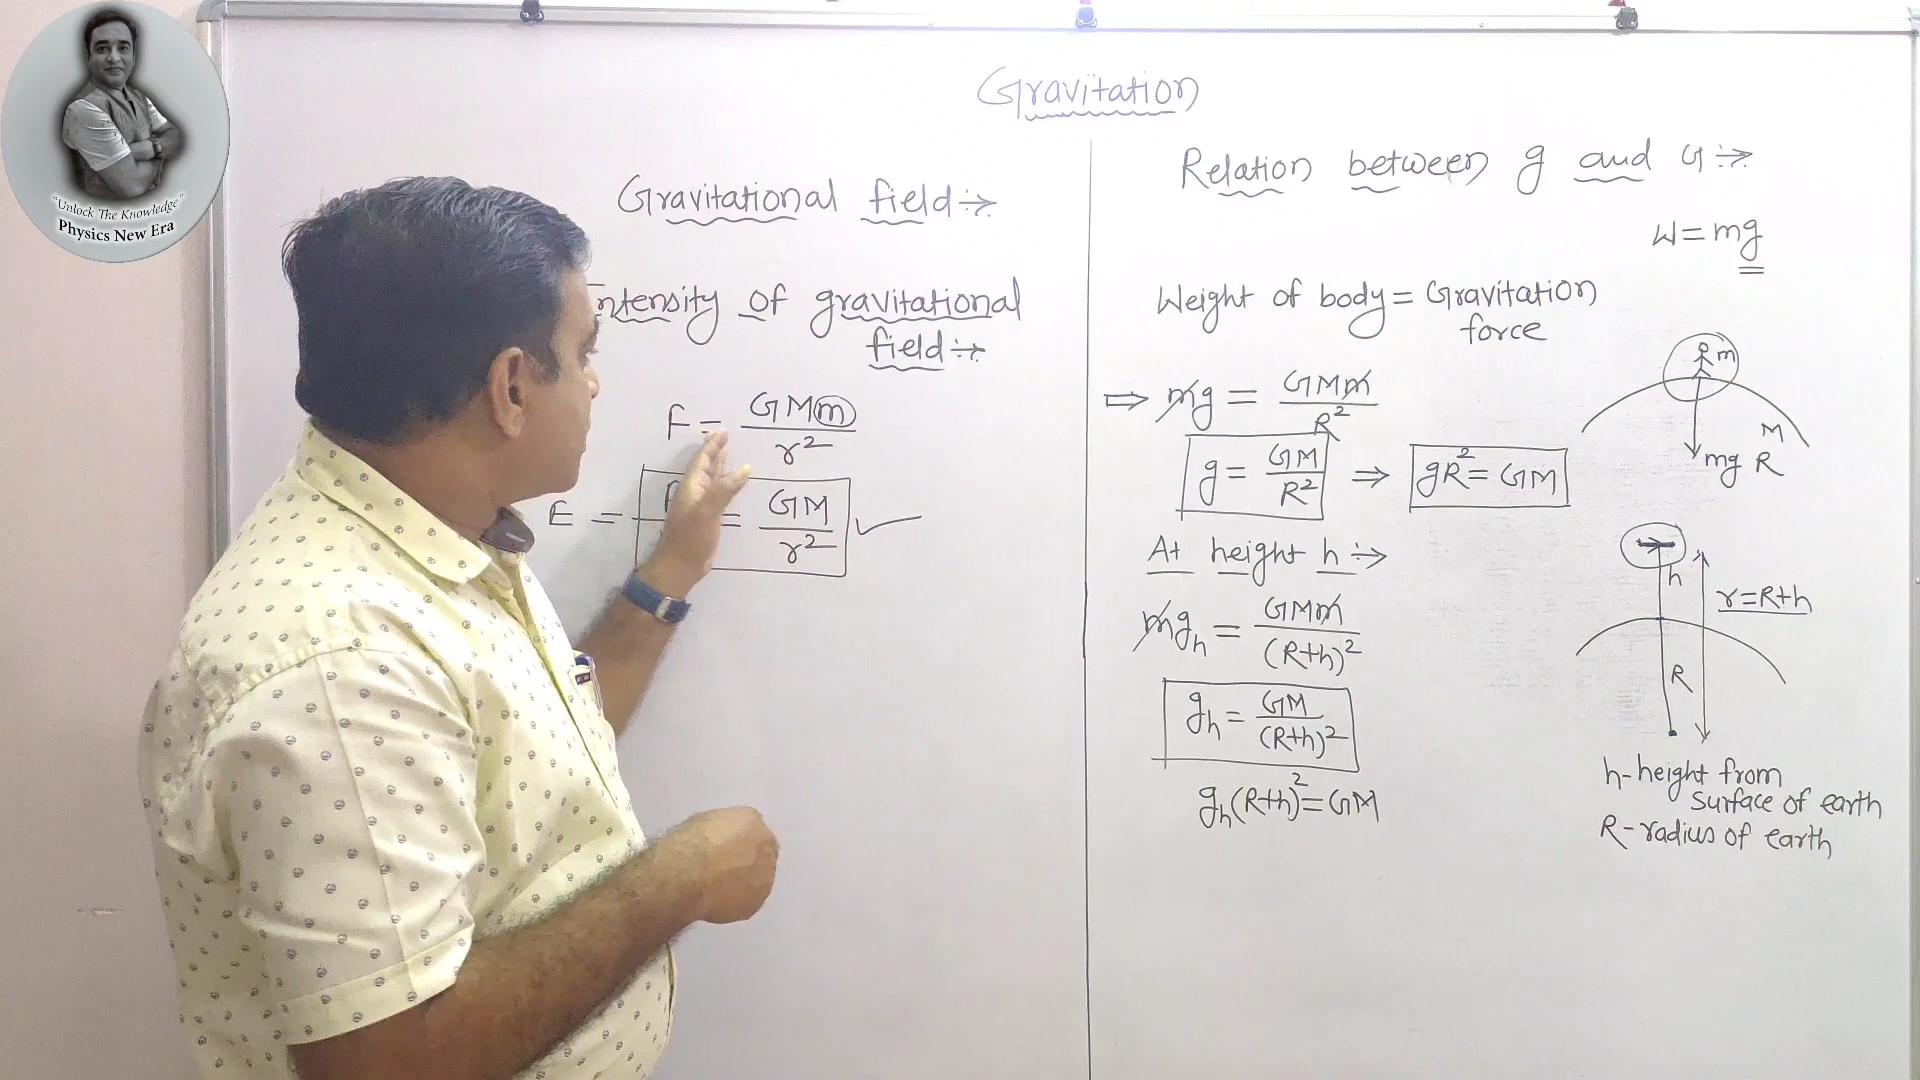 "Unlock The Knowledge"
Physics New Era
Gravitation
Gravitational field :→
ntensity of gravitational
field :→
F = GMm/r²
E = = GM/r²
Relation between g and G :→
W = mg
Weight of body = Gravitation
force
⇒ mg = GMm/R²
g = GM/R² ⇒ gR² = GM
m
M
mg R
At height h :→
mg_h = GMm/(R+h)²
g_h = GM/(R+h)²
g_h(R+h)² = GM
h
r = R+h
R
h - height from
surface of earth
R - radius of earth